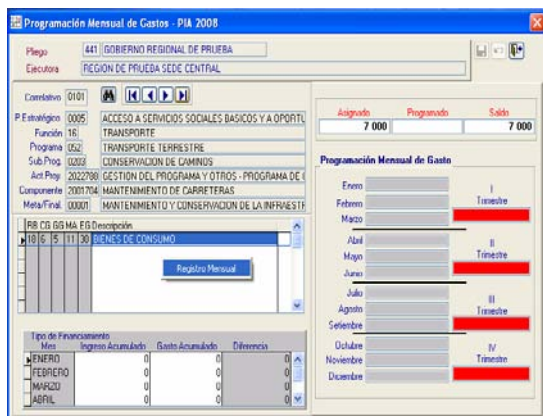 Programación Mensual de Gastos - PIA 2008
Pliego 441 GOBIERNO REGIONAL DE PRUEBA
Ejecutora REGION DE PRUEBA SEDE CENTRAL
Correlativo 0101
P.Estratégico 0005 ACCESO A SERVICIOS SOCIALES BASICOS Y A OPORTU
Función 16 TRANSPORTE
Programa 052 TRANSPORTE TERRESTRE
Sub.Prog. 0203 CONSERVACION DE CAMINOS
Act.Proy. 2022780 GESTION DEL PROGRAMA Y OTROS - PROGRAMA DE
Componente 2001704 MANTENIMIENTO DE CARRETERAS
Meta/Final. 00001 MANTENIMIENTO Y CONSERVACION DE LA INFRAEST
RB CG GG MA EG Descripción
18 6 5 11 30 BIENES DE CONSUMO
Registro Mensual
Tipo de Financiamiento
Mes Ingreso Acumulado Gasto Acumulado Diferencia
ENERO 0 0 0
FEBRERO 0 0 0
MARZO 0 0 0
ABRIL 0 0 0
Asignado Programado Saldo
7 000 7 000
Programación Mensual de Gasto
Enero
Febrero
Marzo
I
Trimestre
Abril
Mayo
Junio
II
Trimestre
Julio
Agosto
Setiembre
III
Trimestre
Octubre
Noviembre
Diciembre
IV
Trimestre